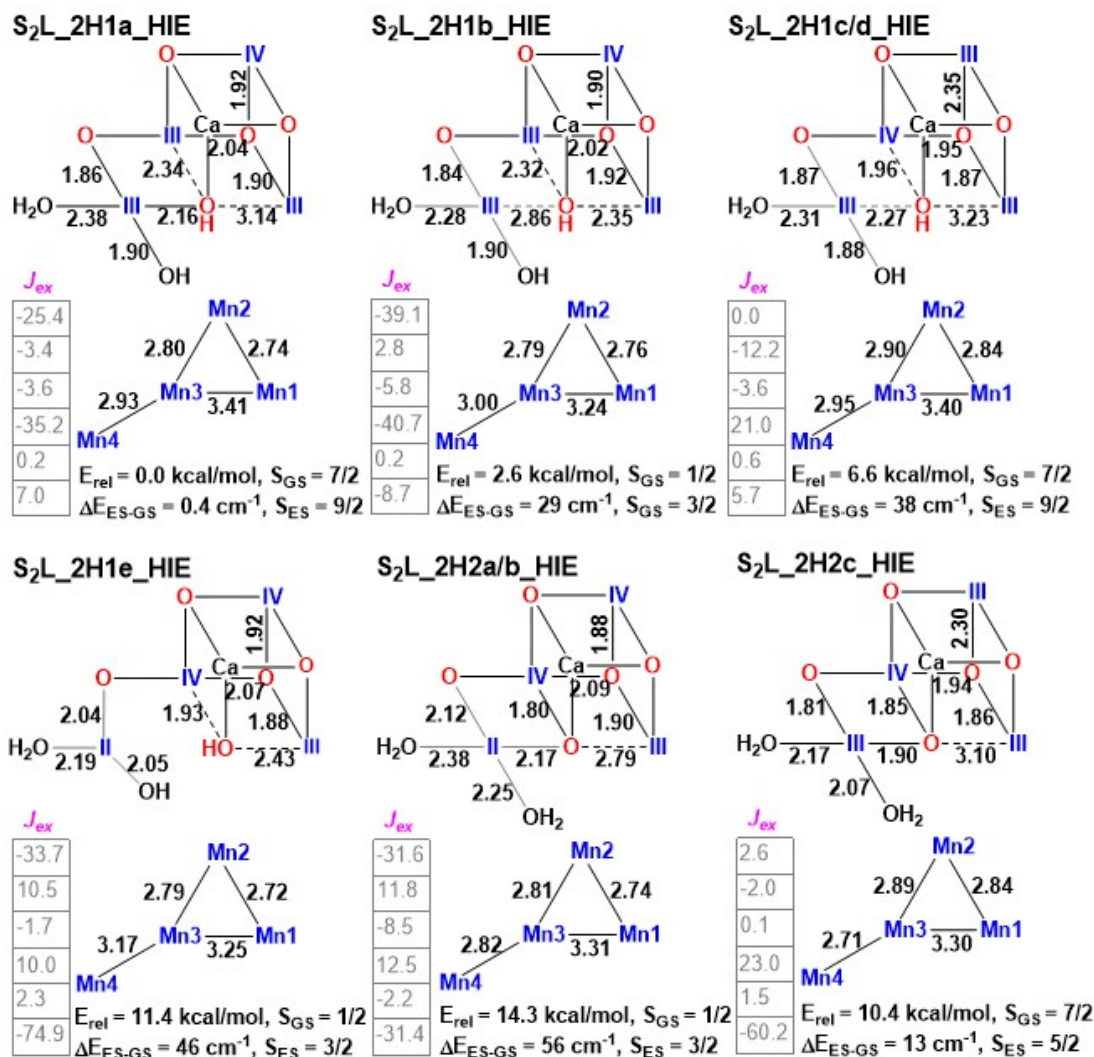 S2L_2H1a_HIE
O IV
1.92
Ca
O III O O
2.04
1.86 2.34 1.90
H2O III OH III
2.38 2.16 3.14
1.90
OH
Jex
-25.4
-3.4
-3.6
-35.2
0.2
7.0
Mn2
2.80 2.74
Mn3 Mn1
2.93 3.41
Mn4
Erel = 0.0 kcal/mol, SGS = 7/2
ΔEES-GS = 0.4 cm-1, SES = 9/2
S2L_2H1b_HIE
O IV
1.90
Ca
O III O O
2.02
1.84 2.32 1.92
H2O III OH III
2.28 2.86 2.35
1.90
OH
-39.1
2.8
-5.8
-40.7
0.2
-8.7
Mn2
2.79 2.76
Mn3 Mn1
3.00 3.24
Mn4
Erel = 2.6 kcal/mol, SGS = 1/2
ΔEES-GS = 29 cm-1, SGS = 3/2
S2L_2H1c/d_HIE
O III
2.35
Ca
O IV O O
1.95
1.87 1.96 1.87
H2O III OH III
2.31 2.27 3.23
1.88
OH
Jex
0.0
-12.2
-3.6
21.0
0.6
5.7
Mn2
2.90 2.84
Mn3 Mn1
2.95 3.40
Mn4
Erel = 6.6 kcal/mol, SGS = 7/2
ΔEES-GS = 38 cm-1, SES = 9/2
S2L_2H1e_HIE
O IV
1.92
Ca
O IV O O
2.07
2.04 1.93 1.88
H2O II HO III
2.19 2.05 2.43
OH
Jex
-33.7
10.5
-1.7
10.0
2.3
-74.9
Mn2
2.79 2.72
Mn3 Mn1
3.17 3.25
Mn4
Erel = 11.4 kcal/mol, SGS = 1/2
ΔEES-GS = 46 cm-1, SES = 3/2
S2L_2H2a/b_HIE
O IV
1.88
Ca
O IV O O
2.09
2.12 1.80 1.90
H2O II O III
2.38 2.17 2.79
2.25
OH2
Jex
-31.6
11.8
-8.5
12.5
-2.2
-31.4
Mn2
2.81 2.74
Mn3 Mn1
2.82 3.31
Mn4
Erel = 14.3 kcal/mol, SGS = 1/2
ΔEES-GS = 56 cm-1, SES = 3/2
S2L_2H2c_HIE
O III
2.30
Ca
O IV O O
1.94
1.81 1.85 1.86
H2O III O III
2.17 1.90 3.10
2.07
OH2
Jex
2.6
-2.0
0.1
23.0
1.5
-60.2
Mn2
2.89 2.84
Mn3 Mn1
2.71 3.30
Mn4
Erel = 10.4 kcal/mol, SGS = 7/2
ΔEES-GS = 13 cm-1, SES = 5/2